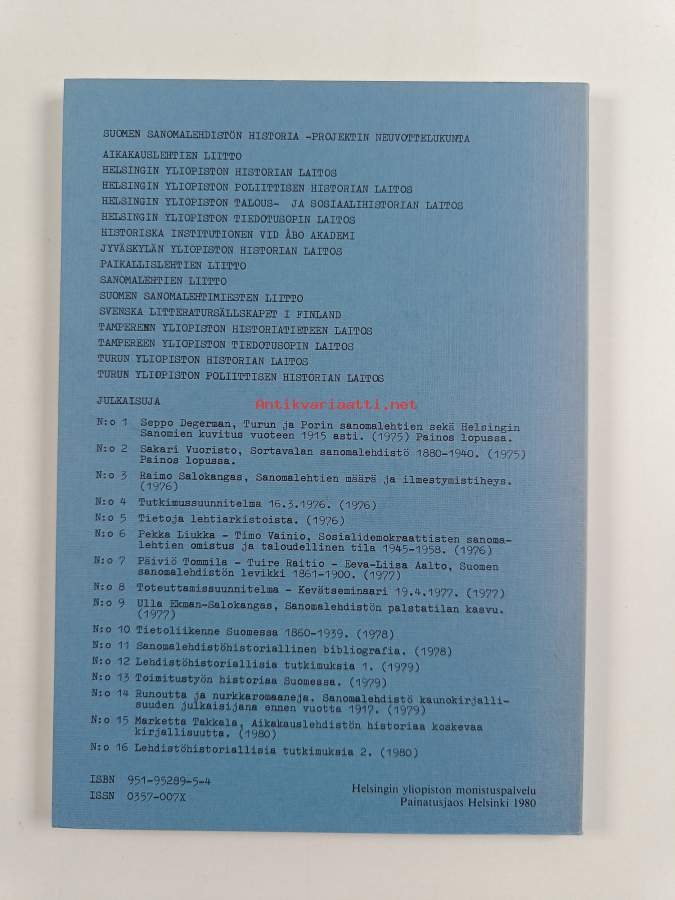 SUOMEN SANOMALEHDISTÖN HISTORIA -PROJEKTIN NEUVOTTELUKUNTA
AIKAKAUSLEHTIEN LIITTO
HELSINGIN YLIOPISTON HISTORIAN LAITOS
HELSINGIN YLIOPISTON POLIITTISEN HISTORIAN LAITOS
HELSINGIN YLIOPISTON TALOUS- JA SOSIAALIHISTORIAN LAITOS
HELSINGIN YLIOPISTON TIEDOTUSOPIN LAITOS
HISTORISKA INSTITUTIONEN VID ÅBO AKADEMI
JYVÄSKYLÄN YLIOPISTON HISTORIAN LAITOS
PAIKALLISLEHTIEN LIITTO
SANOMALEHTIEN LIITTO
SUOMEN SANOMALEHTIMIESTEN LIITTO
SVENSKA LITTERATURSÄLLSKAPET I FINLAND
TAMPEREEN YLIOPISTON HISTORIATIETEEN LAITOS
TAMPEREEN YLIOPISTON TIEDOTUSOPIN LAITOS
TURUN YLIOPISTON HISTORIAN LAITOS
TURUN YLIOPISTON POLIITTISEN HISTORIAN LAITOS
JULKAISUJA
Antikvariaatti.net
N:o 1 Seppo Degerman, Turun ja Porin sanomalehtien sekä Helsingin
Sanomien kuvitus vuoteen 1915 asti. (1975) Painos lopussa.
N:o 2 Sakari Vuoristo, Sortavalan sanomalehdistö 1880-1940. (1975)
Painos lopussa.
N:o 3 Raimo Salokangas, Sanomalehtien määrä ja ilmestymistiheys.
(1976)
N:o 4 Tutkimussuunnitelma 16.3.1976. (1976)
N:o 5 Tietoja lehtiarkistoista. (1976)
N:o 6 Pekka Liukka - Timo Vainio, Sosialidemokraattisten sanoma-
lehtien omistus ja taloudellinen tila 1945-1958. (1976)
N:o 7 Päiviö Tommila - Tuire Raitio - Eeva-Liisa Aalto, Suomen
sanomalehdistön levikki 1861-1900. (1977)
N:o 8 Toteuttamissuunnitelma - Kevätseminaari 19.4.1977. (1977)
N:o 9 Ulla Ekman-Salokangas, Sanomalehdistön palstatilan kasvu.
(1977)
N:o 10 Tietoliikenne Suomessa 1860-1939. (1978)
N:o 11 Sanomalehdistöhistoriallinen bibliografia. (1978)
N:o 12 Lehdistöhistoriallisia tutkimuksia 1. (1979)
N:o 13 Toimitustyön historiaa Suomessa. (1979)
N:o 14 Runoutta ja nurkkaromaaneja. Sanomalehdistö kaunokirjalli-
suuden julkaisijana ennen vuotta 1917. (1979)
N:o 15 Marketta Takkala, Aikakauslehdistön historiaa koskevaa
kirjallisuutta. (1980)
N:o 16 Lehdistöhistoriallisia tutkimuksia 2. (1980)
ISBN 951-95289-5-4
ISSN 0357-007X
Helsingin yliopiston monistuspalvelu
Painatusjaos Helsinki 1980